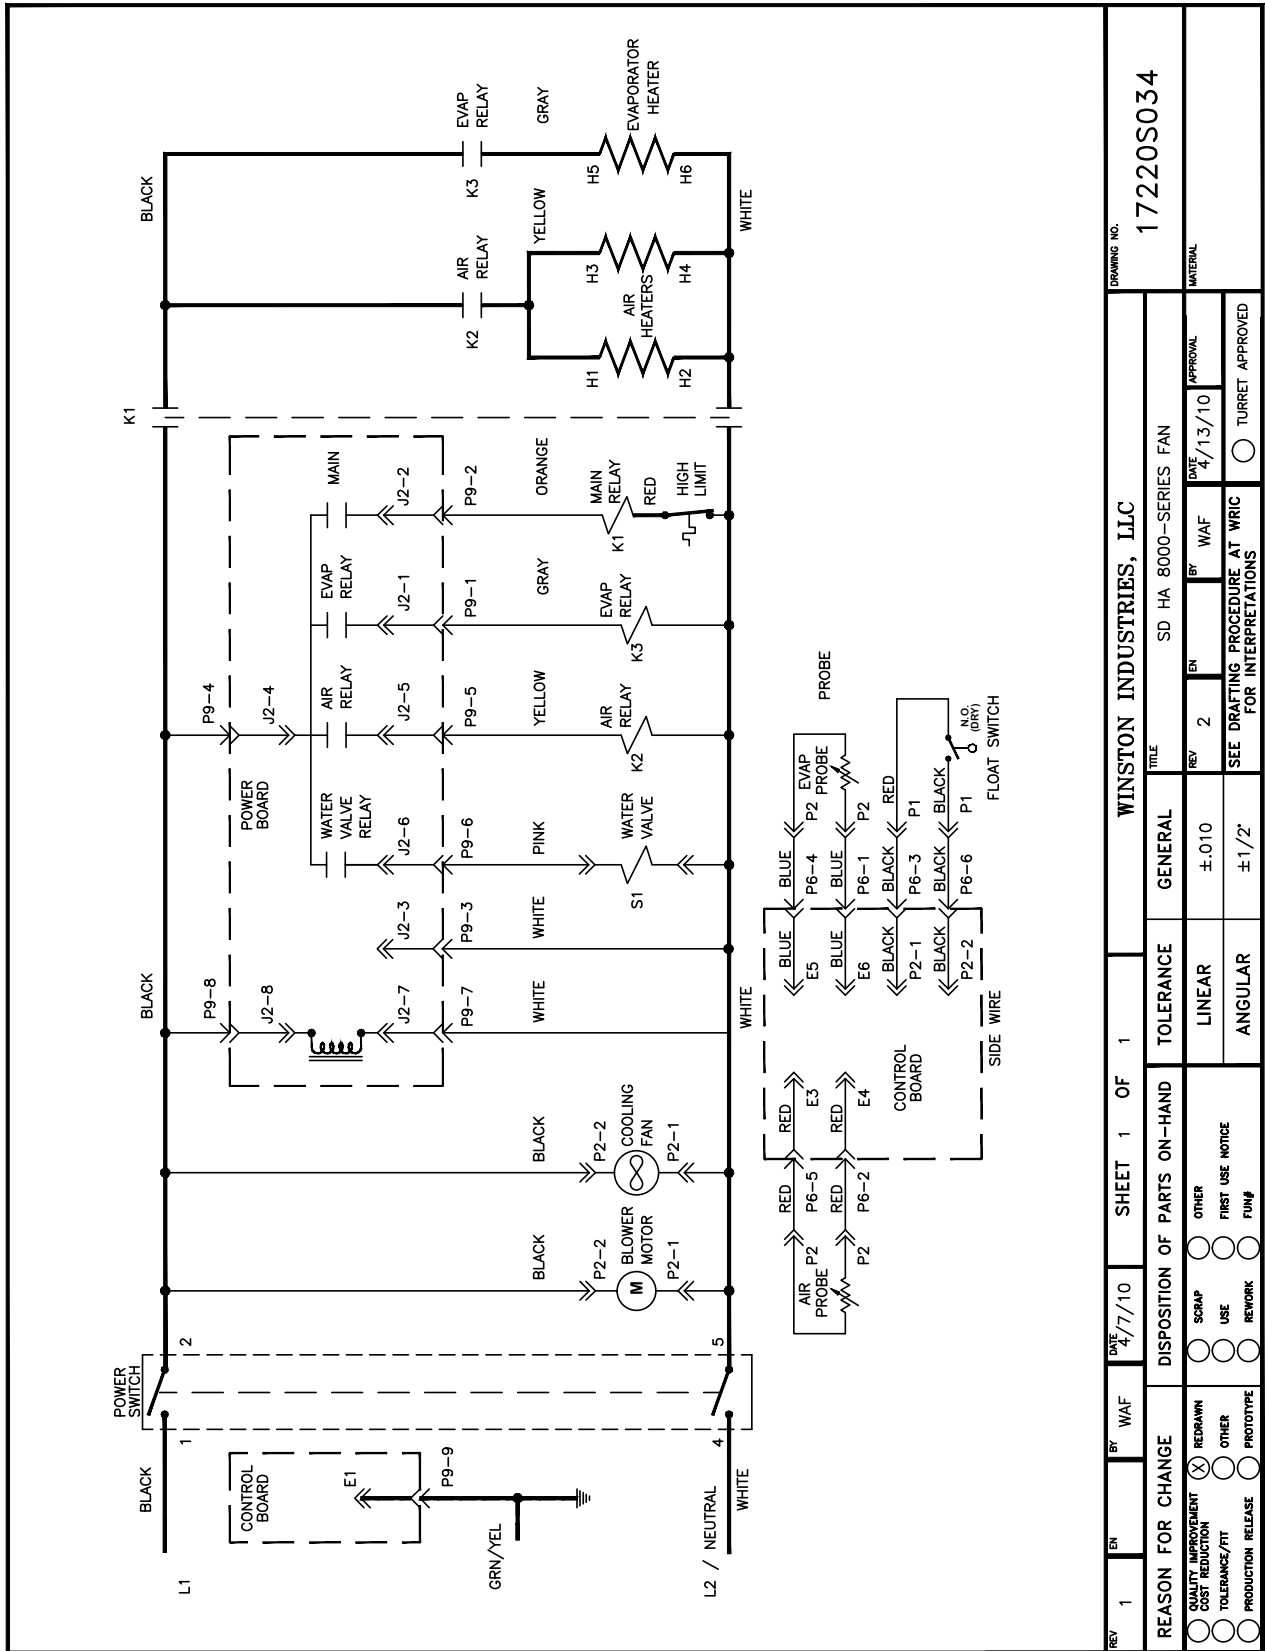 BLACK
BLACK
BLACK
L1
POWER
SWITCH
1
2
4
5
CONTROL
BOARD
E1
P9-9
GRN/YEL
L2 / NEUTRAL
WHITE
BLACK
P2-2
BLOWER
MOTOR
M
P2-1
BLACK
P2-2
COOLING
FAN
P2-1
P9-8
J2-8
J2-7
P9-7
WHITE
J2-3
P9-3
WHITE
WHITE
POWER
BOARD
P9-4
J2-4
WATER
VALVE
RELAY
J2-6
P9-6
PINK
WATER
VALVE
S1
AIR
RELAY
J2-5
P9-5
YELLOW
AIR
RELAY
K2
EVAP
RELAY
J2-1
P9-1
GRAY
EVAP
RELAY
K3
MAIN
J2-2
P9-2
ORANGE
MAIN
RELAY
K1
RED
HIGH
LIMIT
K1
AIR
RELAY
K2
YELLOW
H1
H2
AIR
HEATERS
H3
H4
EVAP
RELAY
K3
GRAY
H5
H6
EVAPORATOR
HEATER
WHITE
AIR
PROBE
P2
P2
RED
P6-5
RED
P6-2
RED
E3
RED
E4
CONTROL
BOARD
SIDE WIRE
BLUE
E5
BLUE
E6
BLACK
P2-1
BLACK
P2-2
BLUE
P6-4
BLUE
P6-1
BLACK
P6-3
BLACK
P6-6
P2
P2
EVAP
PROBE
PROBE
RED
P1
BLACK
P1
N.O.
(DRY)
FLOAT SWITCH
REV
1
EN
BY
WAF
DATE
4/7/10
SHEET 1 OF 1
WINSTON INDUSTRIES, LLC
DRAWING NO.
17220S034
REASON FOR CHANGE
DISPOSITION OF PARTS ON-HAND
TOLERANCE
GENERAL
TITLE
SD HA 8000-SERIES FAN
QUALITY IMPROVEMENT
COST REDUCTION
X
REDRAWN
SCRAP
OTHER
LINEAR
±.010
REV
2
EN
BY
WAF
DATE
4/13/10
APPROVAL
MATERIAL
TOLERANCE/FIT
OTHER
USE
FIRST USE NOTICE
PRODUCTION RELEASE
PROTOTYPE
REWORK
FUN#
ANGULAR
±1/2°
SEE DRAFTING PROCEDURE AT WRIC
FOR INTERPRETATIONS
TURRET APPROVED